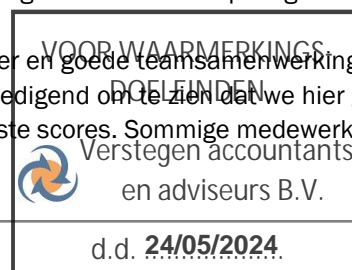 VOOR WAARMERKINGS-
er en goede teamsamenwerking
DOELEINDEN
edigend om te zien dat we hier
ste scores. Sommige medewerk
Verstegen accountants
en adviseurs B.V.
d.d. 24/05/2024